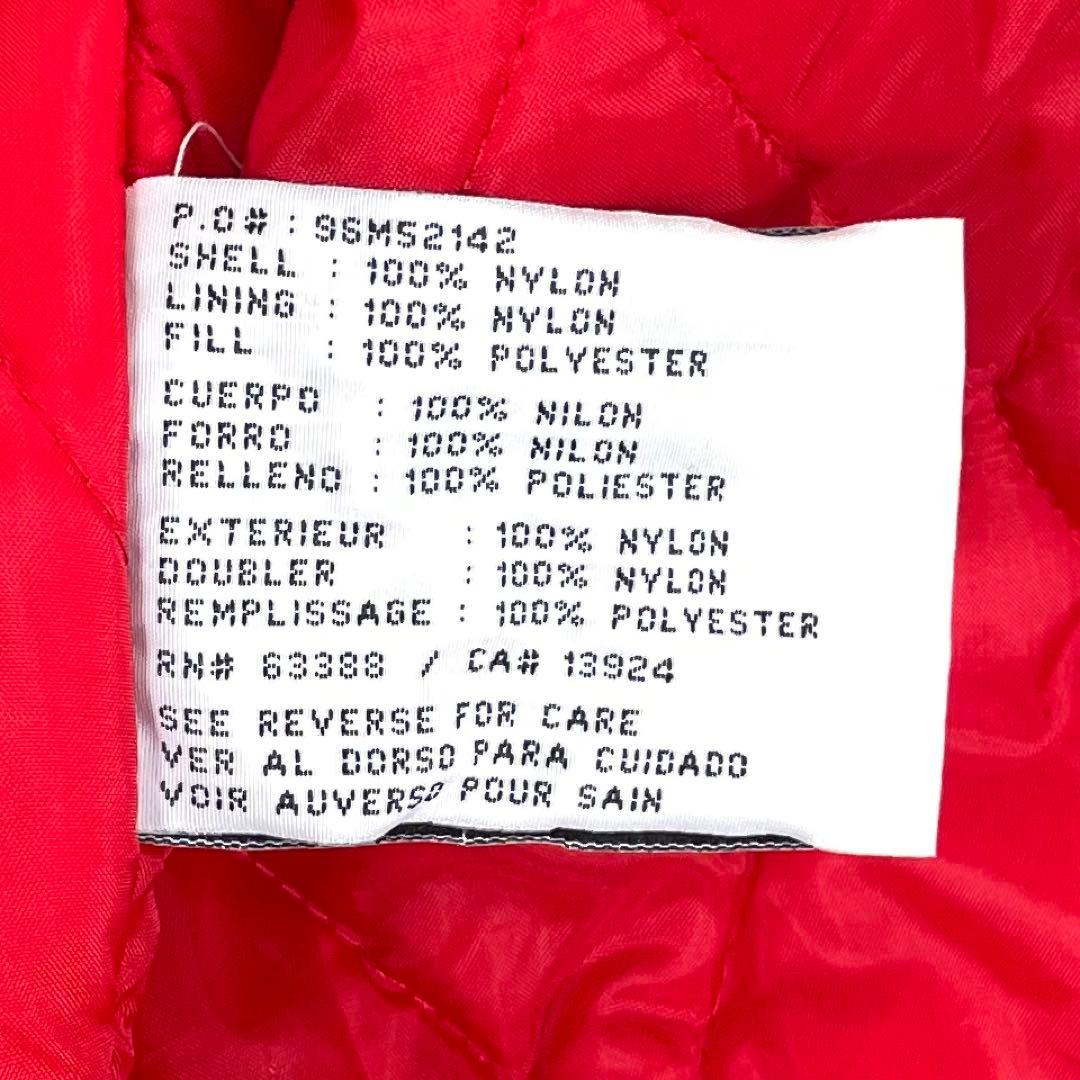 P.O# : 9SM52142
SHELL : 100% NYLON
LINING : 100% NYLON
FILL : 100% POLYESTER
CUERPO : 100% NILON
FORRO : 100% NILON
RELLENO : 100% POLIESTER
EXTERIEUR : 100% NYLON
DOUBLER : 100% NYLON
REMPLISSAGE : 100% POLYESTER
RN# 63388 / CA# 13924
SEE REVERSE FOR CARE
VER AL DORSO PARA CUIDADO
VOIR AUVERSO POUR SAIN